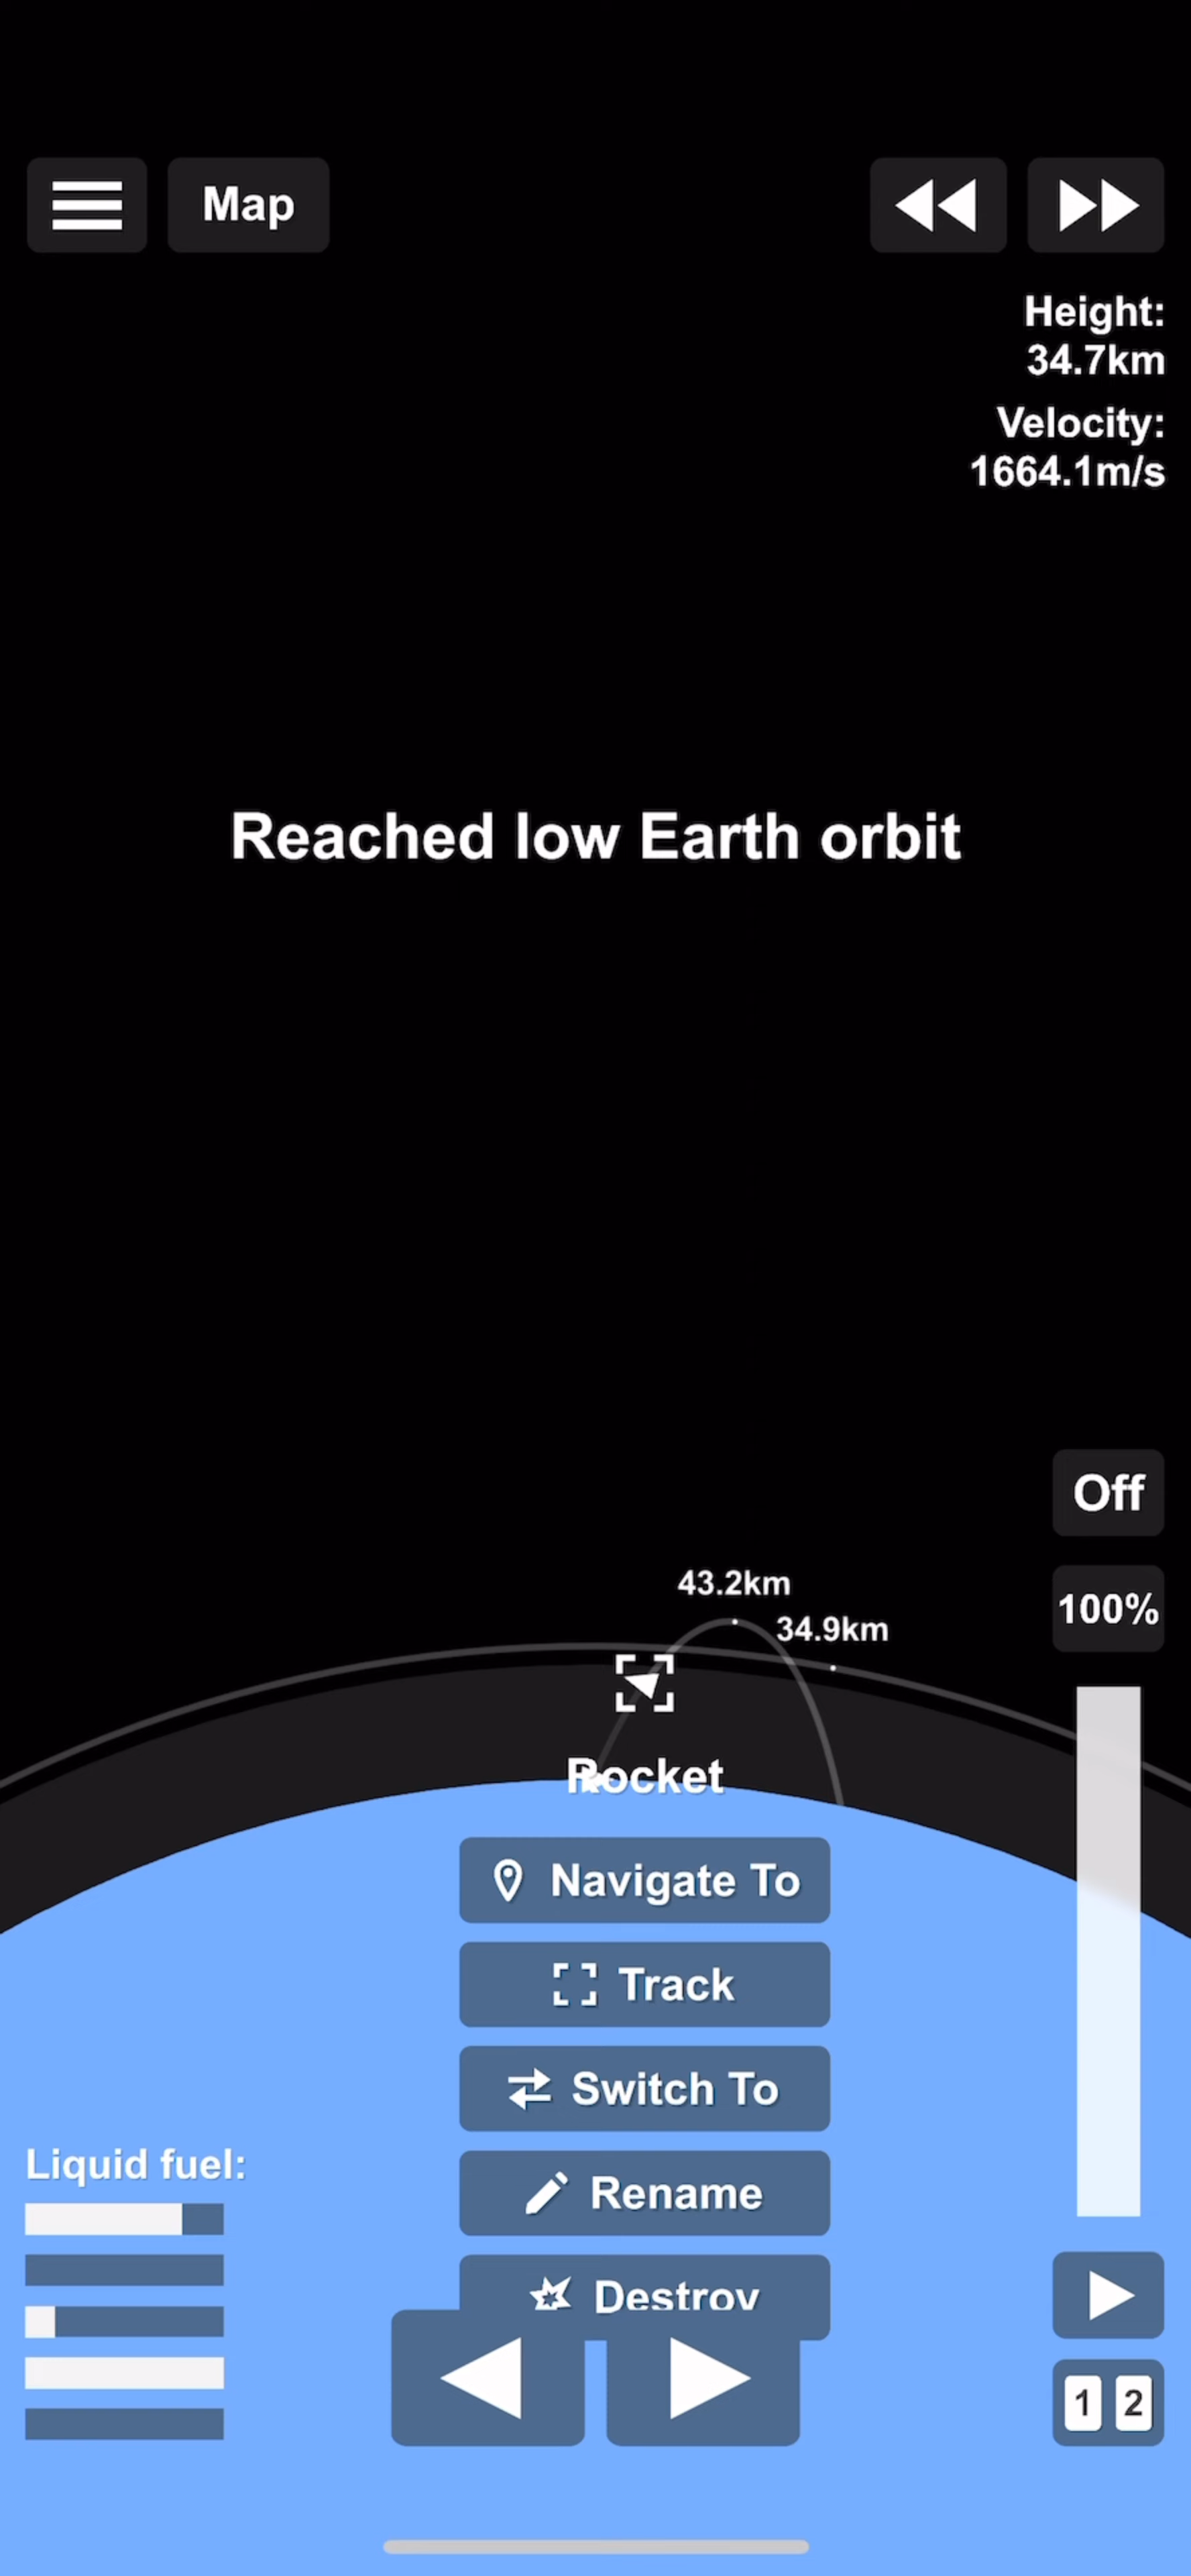 Map
Height:
34.7km
Velocity:
1664.1m/s
Reached low Earth orbit
Off
100%
43.2km
34.9km
Rocket
Navigate To
Track
Switch To
Rename
Destroy
Liquid fuel:
1 2